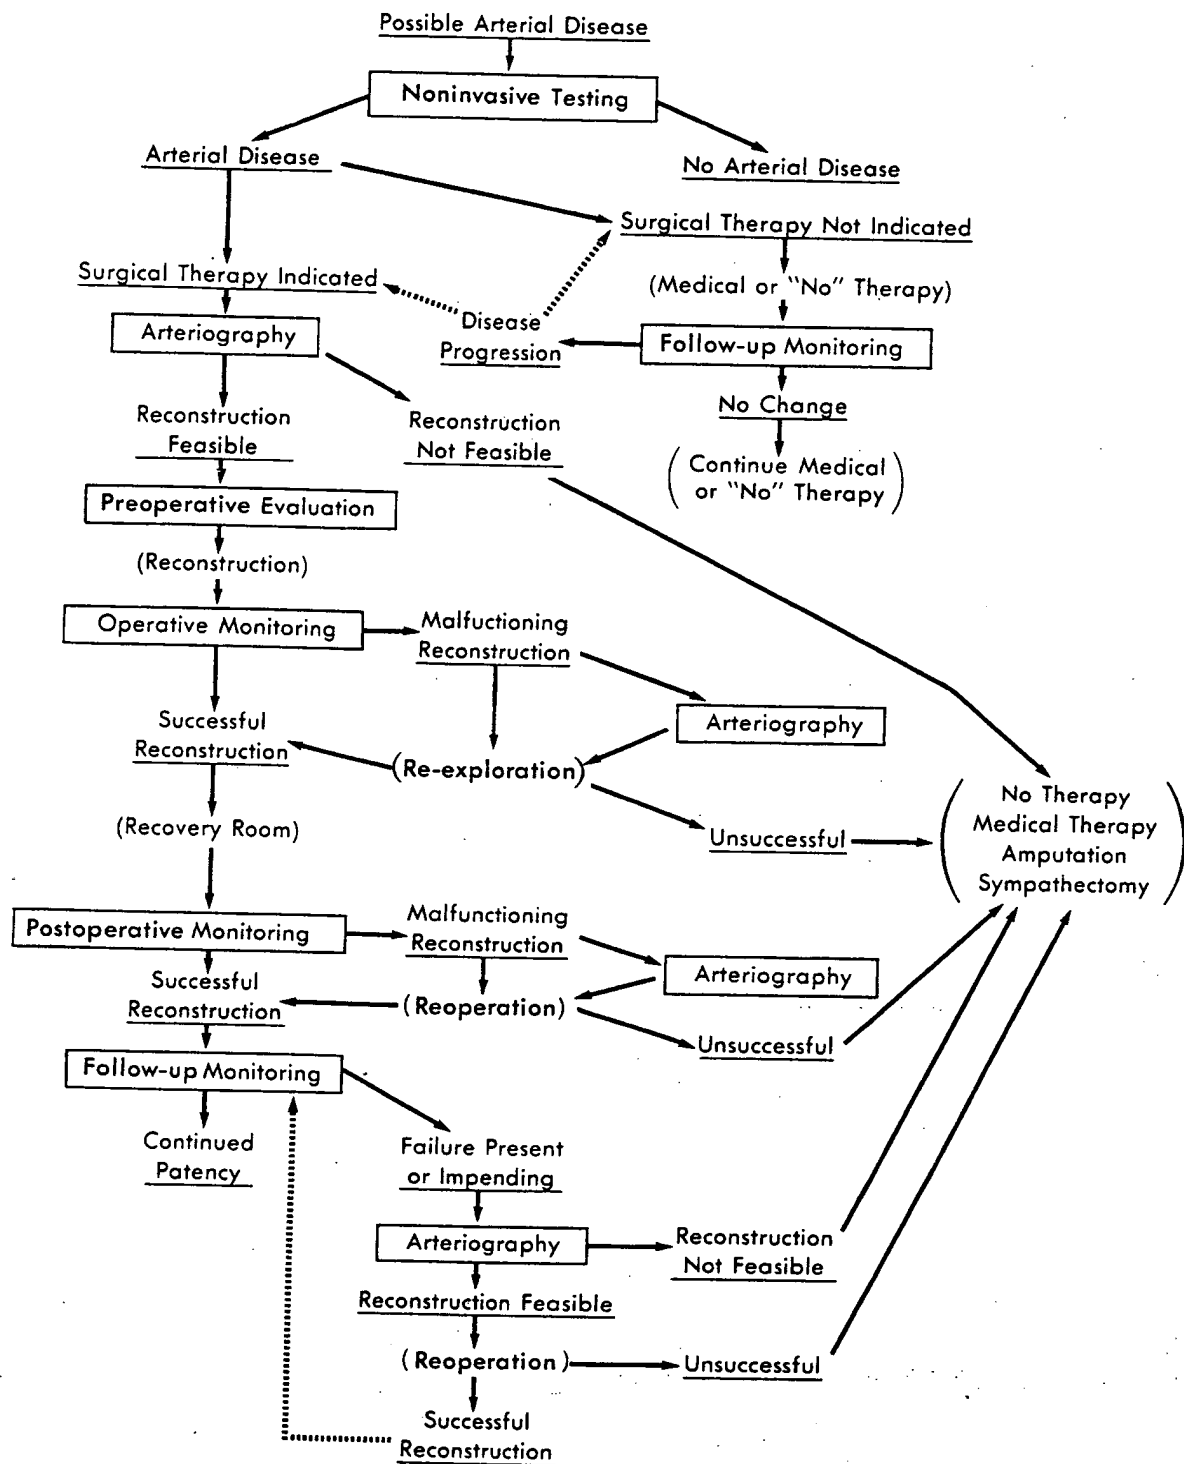 Possible Arterial Disease
Noninvasive Testing
Arterial Disease
No Arterial Disease
Surgical Therapy Not Indicated
Surgical Therapy Indicated
(Medical or "No" Therapy)
Disease
Progression
Arteriography
Follow-up Monitoring
No Change
Reconstruction
Feasible
Reconstruction
Not Feasible
(Continue Medical
or "No" Therapy)
Preoperative Evaluation
(Reconstruction)
Operative Monitoring
Malfuctioning
Reconstruction
Arteriography
Successful
Reconstruction
(Re-exploration)
(No Therapy
Medical Therapy
Amputation
Sympathectomy)
(Recovery Room)
Unsuccessful
Postoperative Monitoring
Malfunctioning
Reconstruction
Arteriography
Successful
Reconstruction
(Reoperation)
Unsuccessful
Follow-up Monitoring
Continued
Patency
Failure Present
or Impending
Arteriography
Reconstruction
Not Feasible
Reconstruction Feasible
(Reoperation)
Unsuccessful
Successful
Reconstruction